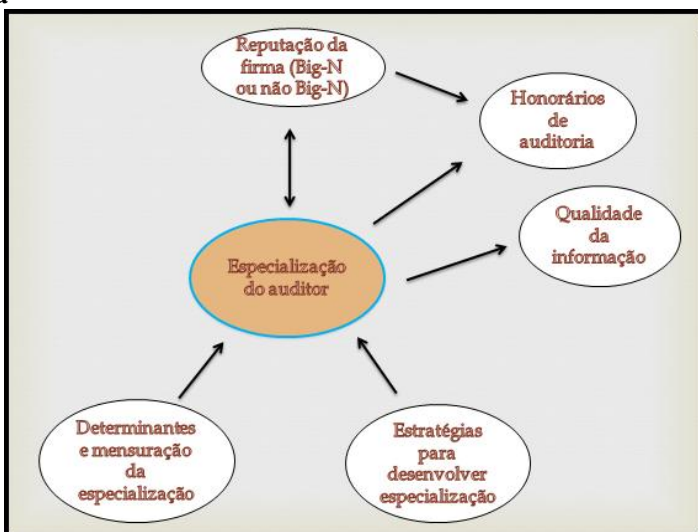 Reputação da
firma (Big-N
ou não Big-N)
Honorários
de
auditoria
Qualidade
da
informação
Especialização
do auditor
Determinantes
e mensuração
da
especialização
Estratégias
para
desenvolver
especialização